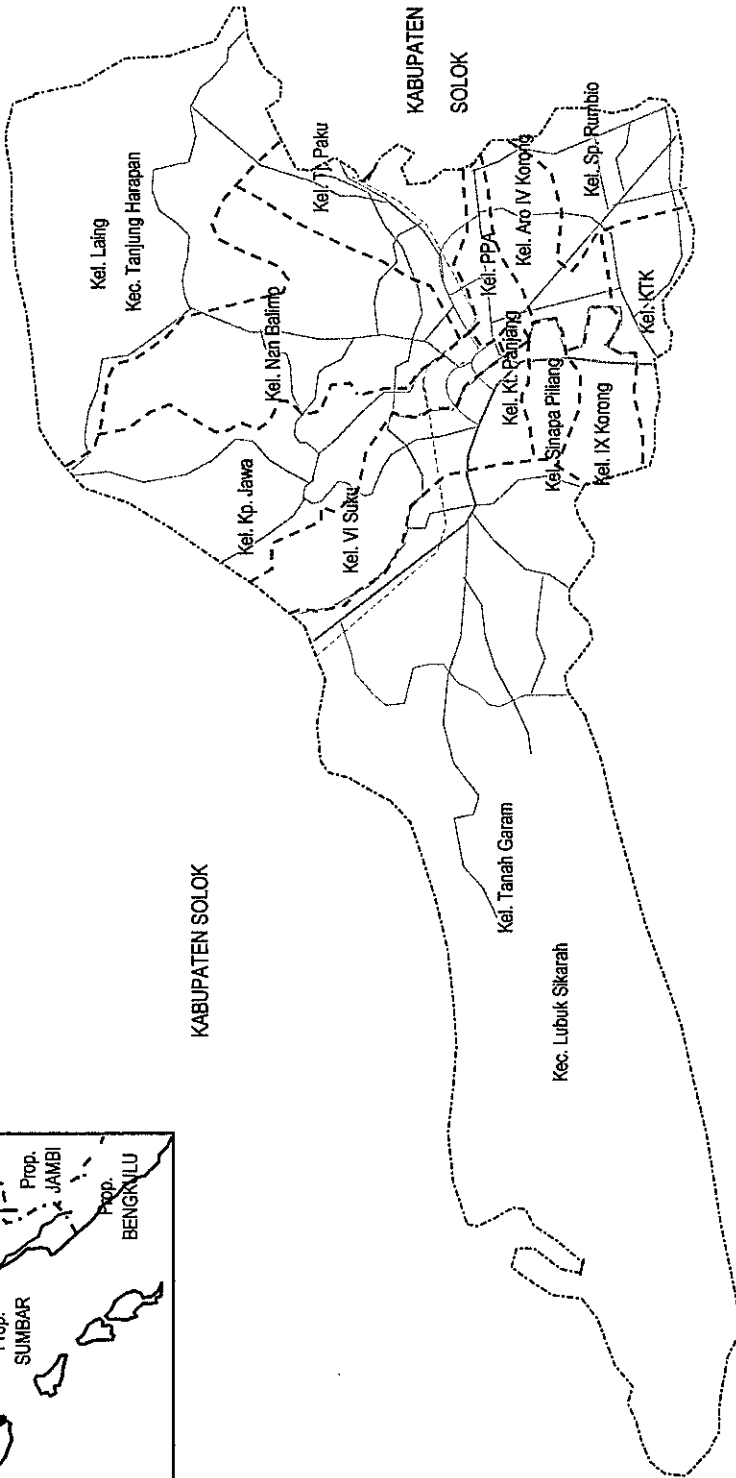 Prop.
SUMBAR
Prop.
JAMBI
Prop.
BENGKULU
KABUPATEN SOLOK
KABUPATEN
SOLOK
Kel. Laing
Kec. Tanjung Harapan
Kel. Nan Balimo
Kel. Kp. Jawa
Kel. VI Suku
Kel. Tj. Paku
Kel. PPA
Kel. Aro IV Korong
Kel. Kt. Panjang
Kel. Sinapa Piliang
Kel. IX Korong
Kel. Sp. Rumbio
Kel. KTK
Kel. Tanah Garam
Kec. Lubuk Sikarah